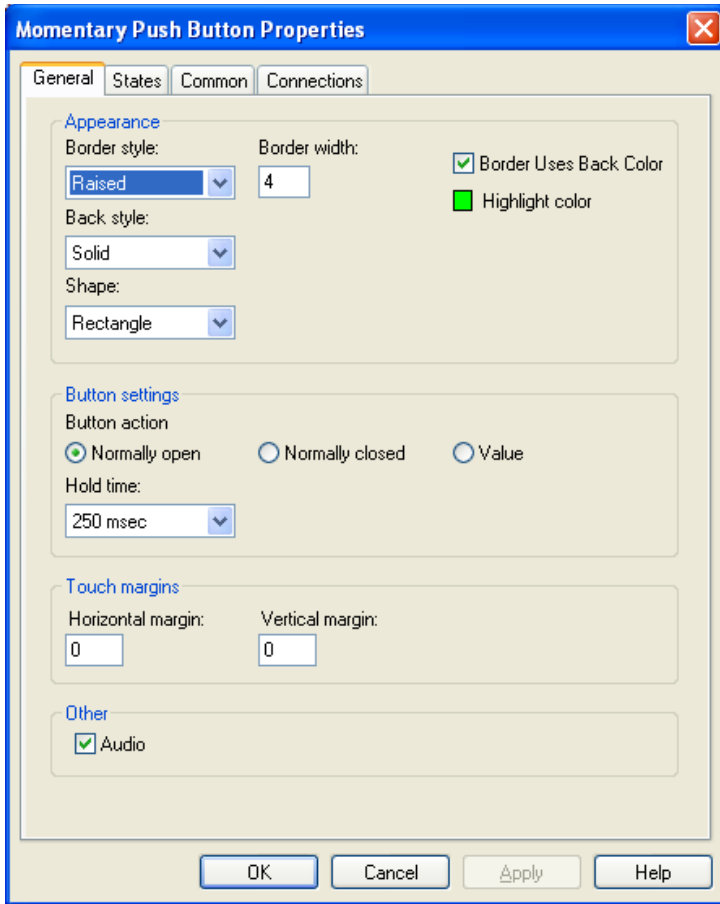 Momentary Push Button Properties
General States Common Connections
Appearance
Border style: Border width:
Raised 4 Border Uses Back Color
Highlight color
Back style:
Solid
Shape:
Rectangle
Button settings
Button action
Normally open Normally closed Value
Hold time:
250 msec
Touch margins
Horizontal margin: Vertical margin:
0 0
Other
Audio
OK Cancel Apply Help